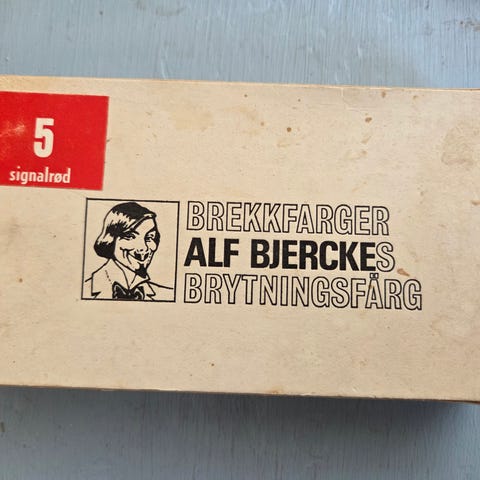 5
signalrød
BREKKFARGER
ALF BJERCKES
BRYTNINGSFÄRG